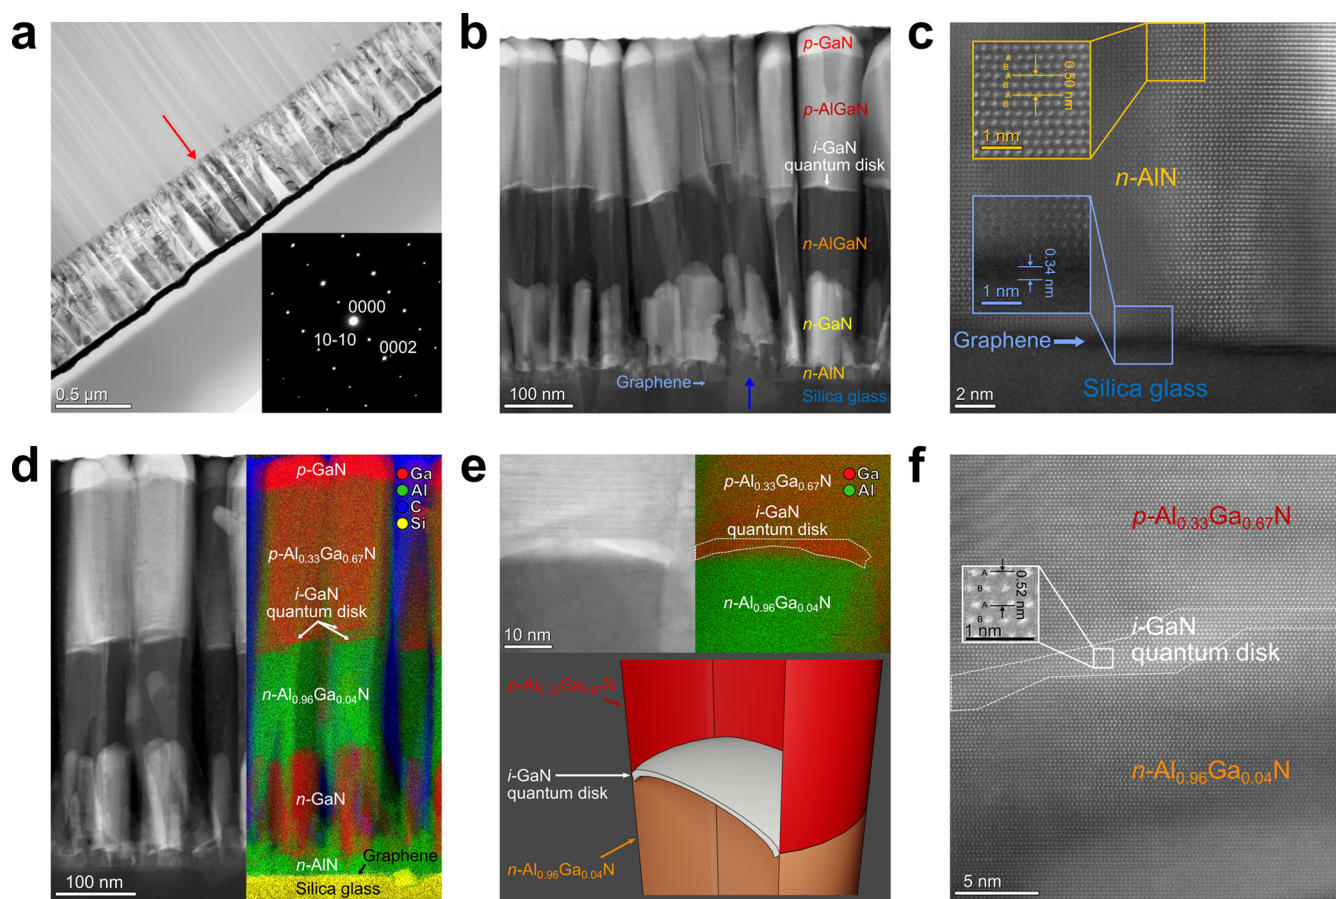 a
0000
10-10
0002
0.5 µm
b
p-GaN
p-AlGaN
i-GaN
quantum disk
n-AlGaN
n-GaN
n-AlN
Graphene
Silica glass
100 nm
c
A
B
A
B
A
B
0.50 nm
1 nm
n-AlN
0.34 nm
1 nm
Graphene
Silica glass
2 nm
d
p-GaN
Ga
Al
C
Si
p-Al0.33Ga0.67N
i-GaN
quantum disk
n-Al0.96Ga0.04N
n-GaN
n-AlN
Graphene
Silica glass
100 nm
e
Ga
Al
p-Al0.33Ga0.67N
i-GaN
quantum disk
n-Al0.96Ga0.04N
10 nm
p-Al0.33Ga0.67N
i-GaN
quantum disk
n-Al0.96Ga0.04N
f
p-Al0.33Ga0.67N
A
B
A
B
0.52 nm
1 nm
i-GaN
quantum disk
n-Al0.96Ga0.04N
5 nm